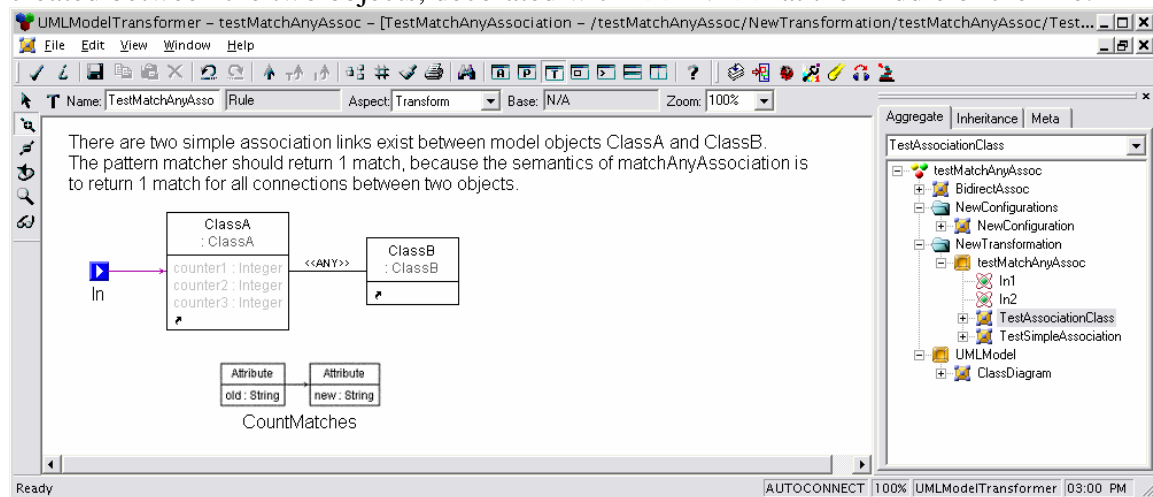 UMLModelTransformer – testMatchAnyAssoc – [TestMatchAnyAssociation – /testMatchAnyAssoc/NewTransformation/testMatchAnyAssoc/Test...
File Edit View Window Help
Name: TestMatchAnyAsso Rule Aspect: Transform Base: N/A Zoom: 100%
There are two simple association links exist between model objects ClassA and ClassB.
The pattern matcher should return 1 match, because the semantics of matchAnyAssociation is
to return 1 match for all connections between two objects.
In
ClassA
: ClassA
counter1 : Integer
counter2 : Integer
counter3 : Integer
<<ANY>>
ClassB
: ClassB
Attribute
old : String
Attribute
new : String
CountMatches
Aggregate Inheritance Meta
TestAssociationClass
testMatchAnyAssoc
BidirectAssoc
NewConfigurations
NewConfiguration
NewTransformation
testMatchAnyAssoc
In1
In2
TestAssociationClass
TestSimpleAssociation
UMLModel
ClassDiagram
Ready AUTOCONNECT 100% UMLModelTransformer 03:00 PM